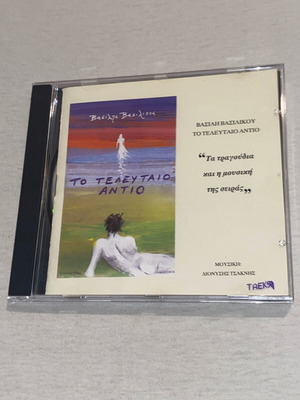 Βασίλης Βασιλικός
ΤΟ ΤΕΛΕΥΤΑΙΟ
ΑΝΤΙΟ
ΒΑΣΙΛΗ ΒΑΣΙΛΙΚΟΥ
ΤΟ ΤΕΛΕΥΤΑΙΟ ΑΝΤΙΟ
“Τα τραγούδια
και η μουσική
της σειράς”
ΜΟΥΣΙΚΗ:
ΔΙΟΝΥΣΗΣ ΤΣΑΚΝΗΣ